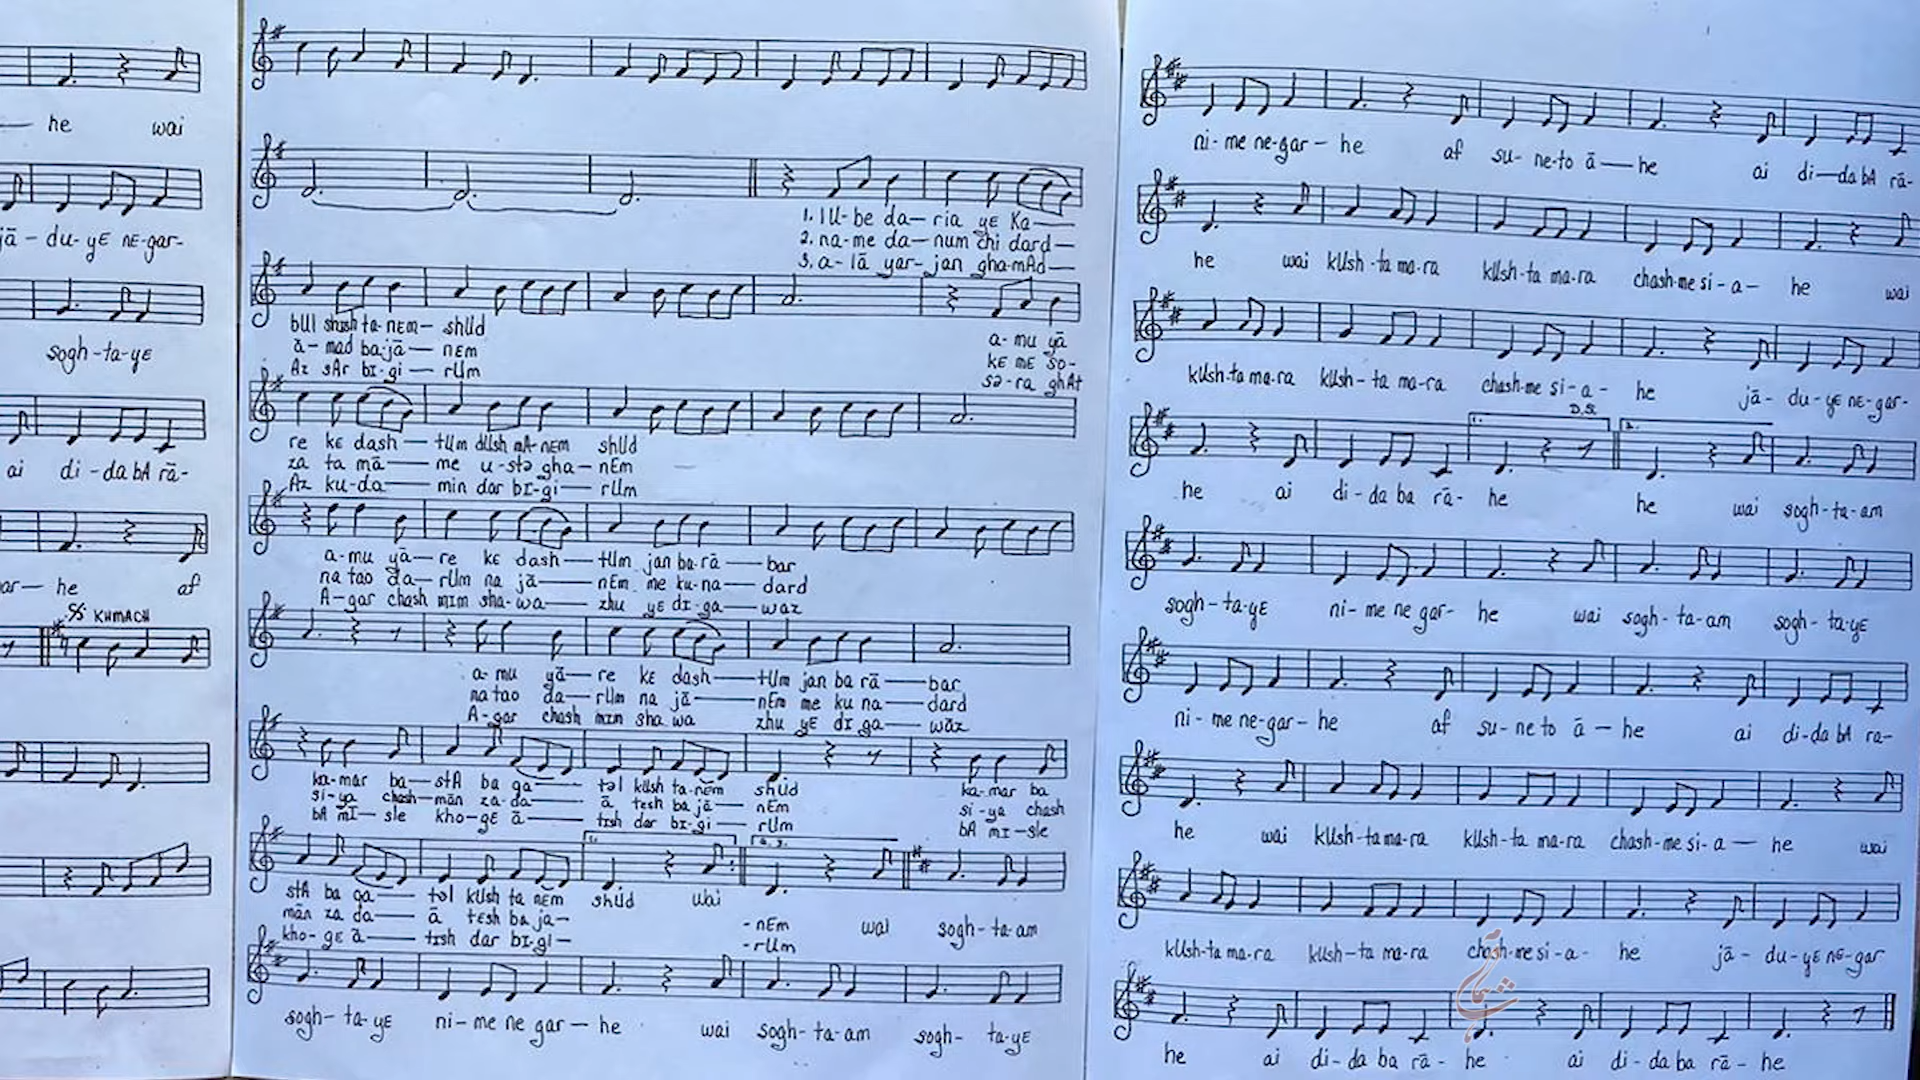 he wai
jā - du - yE nE - gar -
sogh - ta - yE
ai di - da bA rā -
ar — he af
KHMACH
1. lU - be da — ria yE Ka —
2. na - me da — num chi dard —
3. a - lā yar - jan gha - mAd —
bUl shush ta - nEm — shUd a - mu yā
ā - mad ba - jā — nEm kE mE so -
Az sAr bI - gi — rUm sə - ra ghAt
re kE dash — tUm dUsh mA - nEm shUd
za ta mā — me u - stə gha — nEm
Az ku - da — min dar bI - gi — rUm
a - mu yā — re kE dash — tUm jan ba - rā — bar
na tao da — rUm na jā — nEm me ku - na — dard
A - gar chash mIm sha - wa — zhu yE dI - ga — waz
a - mu yā — re kE dash — tUm jan ba rā — bar
na tao da — rUm na jā — nEm me ku na — dard
A - gar chash mIm sha wa zhu yE dI ga — wāz
ka - mar ba — stA ba ga — təl kUsh ta - nĒm shUd ka - mar ba
si - ya chash — mān za - da — ā tEsh ba jā — nEm si - ya chash
bA mI — sle kho - gE ā — tIsh dar bI - gi — rUm bA mI — sle
stA ba ga — təl kUsh ta nĒm shUd wai
mān za da — ā tEsh ba ja - - nEm wai sogh - ta - am
kho - gE ā — tIsh dar bI - gi - - rUm
sogh - ta - yE ni - me ne gar — he wai sogh - ta - am sogh - ta - yE
ni - me ne - gar — he af su - ne - to ā — he ai di — da bA rā -
he wai kUsh - ta ma - ra kUsh - ta ma - ra chash - me si - a — he wai
kUsh - ta ma - ra kUsh - ta ma - ra chash - me si - a - he jā - du - yE nE - gar -
1. D.S. 2.
he ai di - da ba rā - he he wai sogh - ta - am
sogh - ta - yE ni - me ne gar - he wai sogh - ta - am sogh - ta - yE
ni - me ne - gar — he af su - ne to ā — he ai di - da bA ra -
he wai kUsh - ta ma - ra kUsh - ta ma - ra chash - me si - a — he wai
kUsh - ta ma - ra kUsh - ta ma - ra chash - me si - a - he jā - du - yE nE - gar
he ai di - da ba rā - he ai di - da ba rā - he